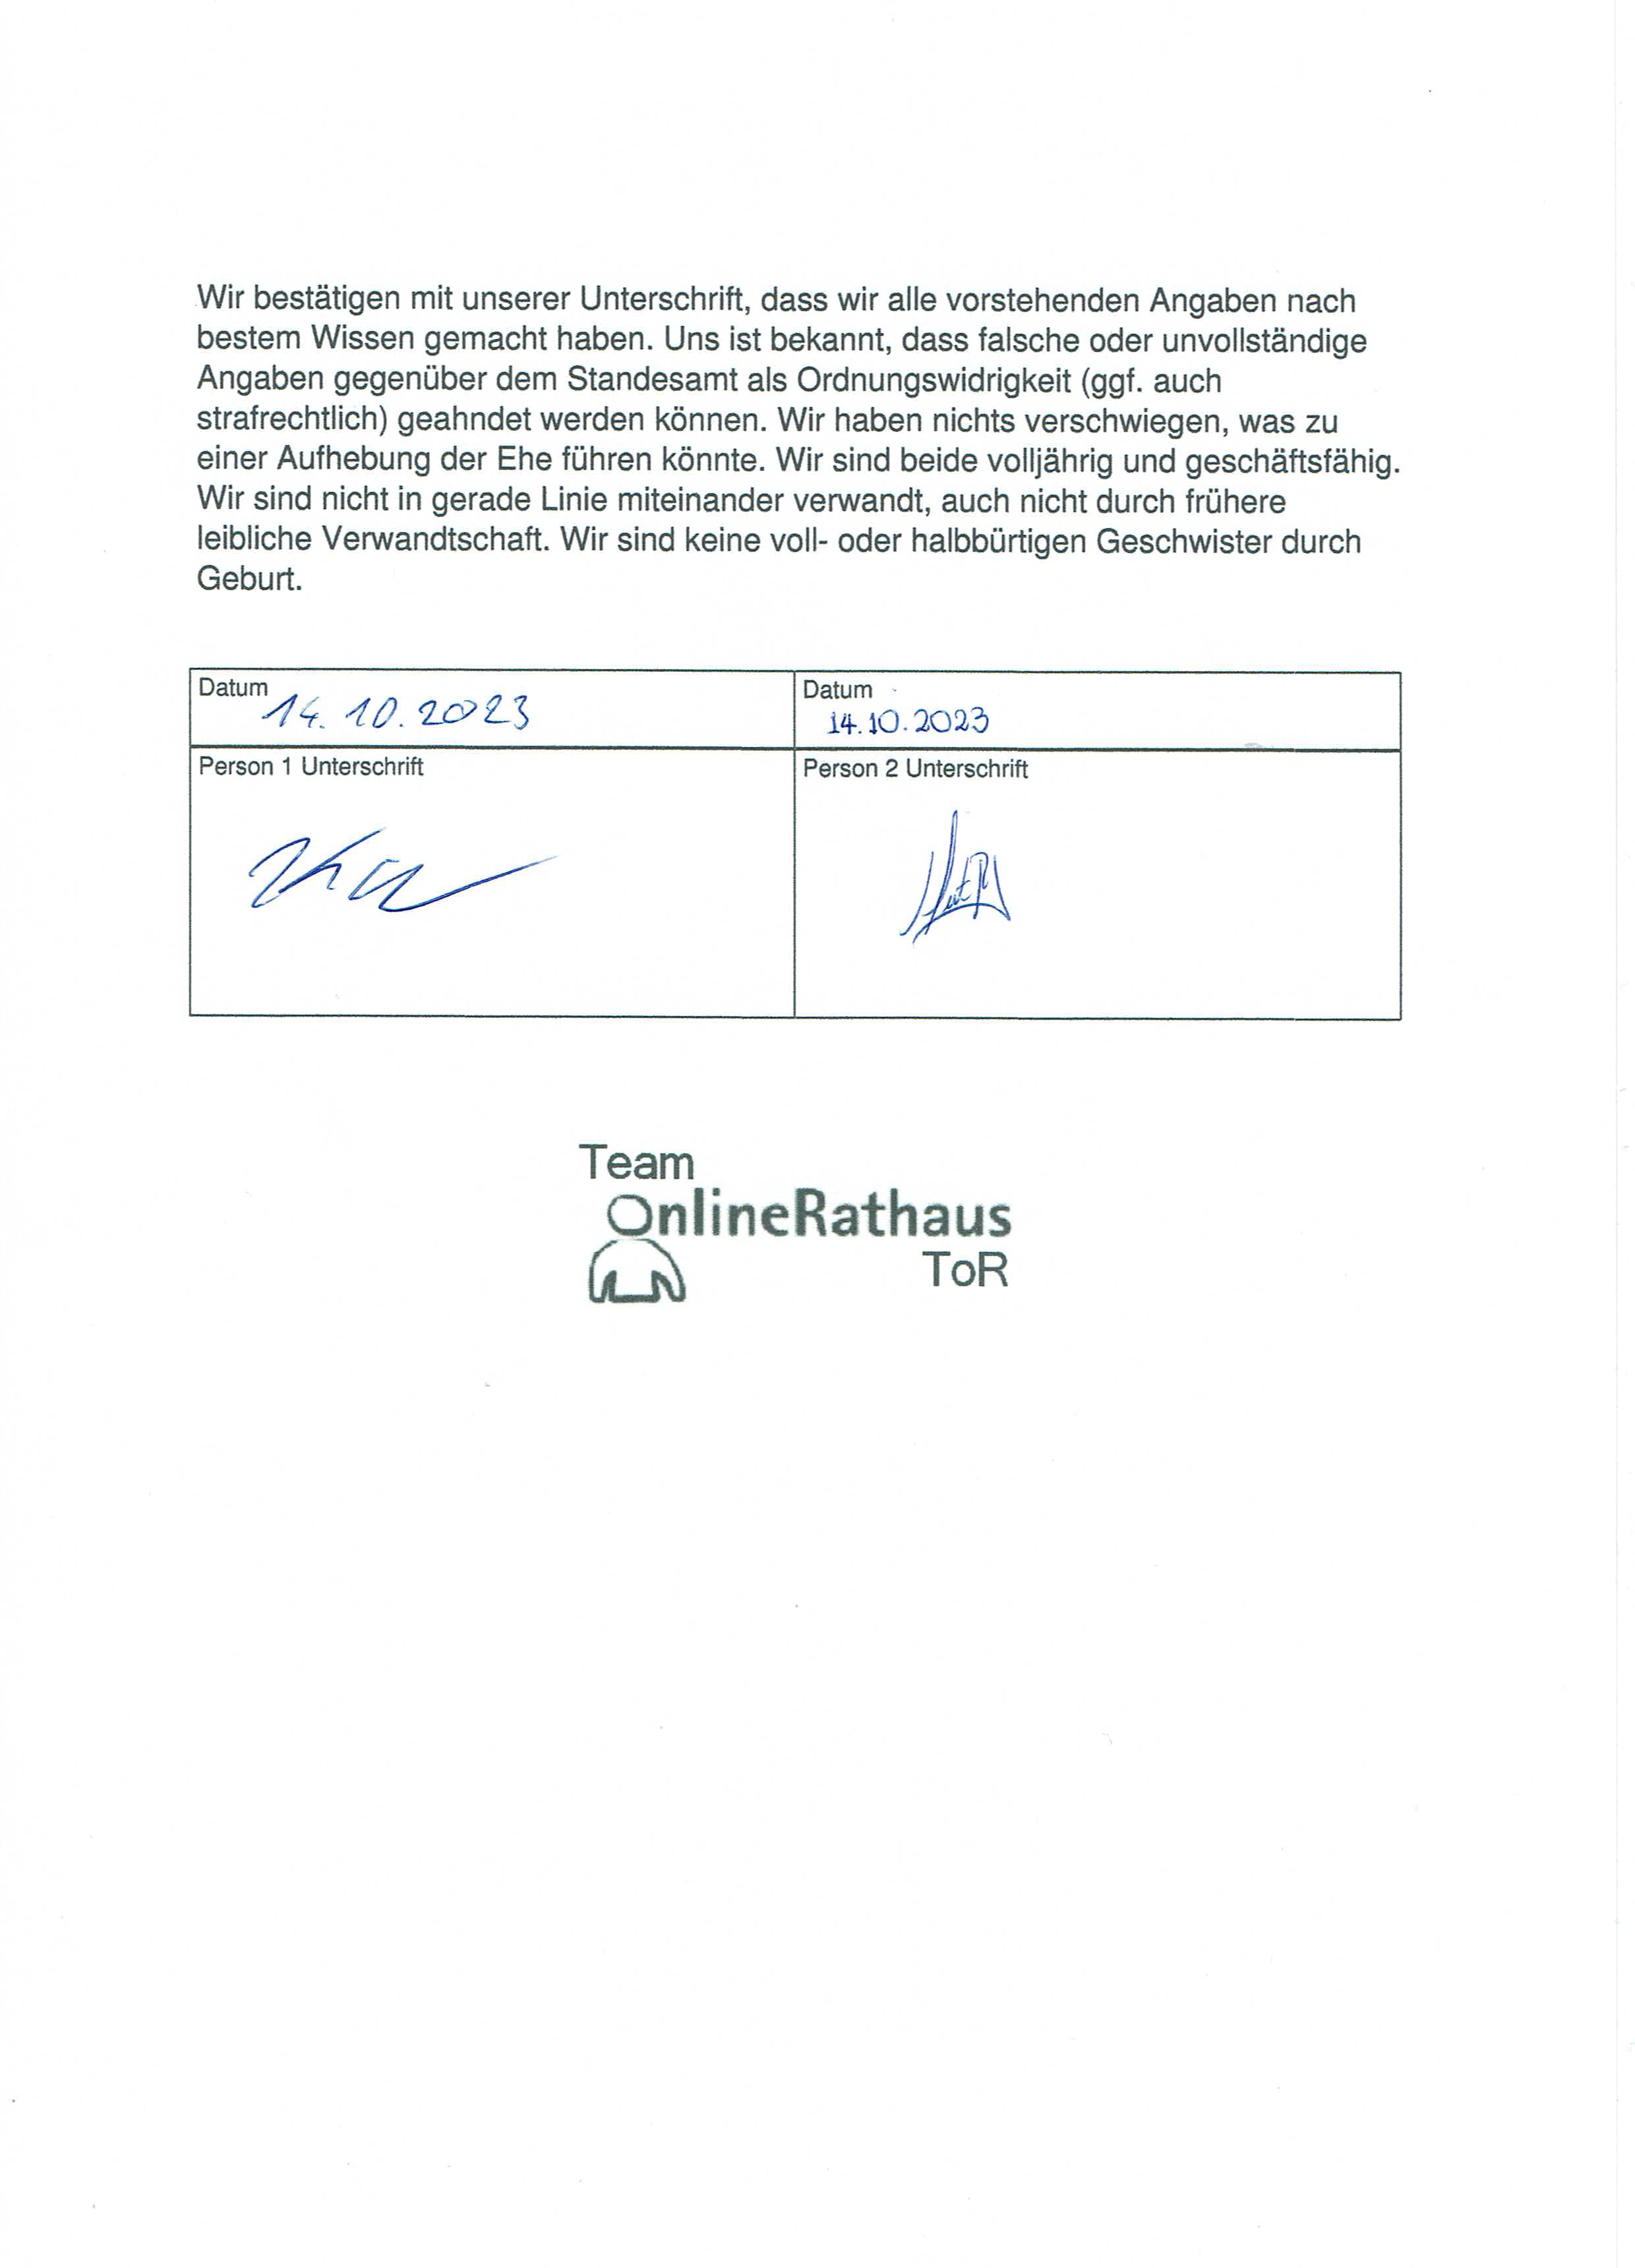 Wir bestätigen mit unserer Unterschrift, dass wir alle vorstehenden Angaben nach
bestem Wissen gemacht haben. Uns ist bekannt, dass falsche oder unvollständige
Angaben gegenüber dem Standesamt als Ordnungswidrigkeit (ggf. auch
strafrechtlich) geahndet werden können. Wir haben nichts verschwiegen, was zu
einer Aufhebung der Ehe führen könnte. Wir sind beide volljährig und geschäftsfähig.
Wir sind nicht in gerade Linie miteinander verwandt, auch nicht durch frühere
leibliche Verwandtschaft. Wir sind keine voll- oder halbbürtigen Geschwister durch
Geburt.
Datum 14.10.2023
Datum 14.10.2023
Person 1 Unterschrift
Person 2 Unterschrift
Team
OnlineRathaus
ToR